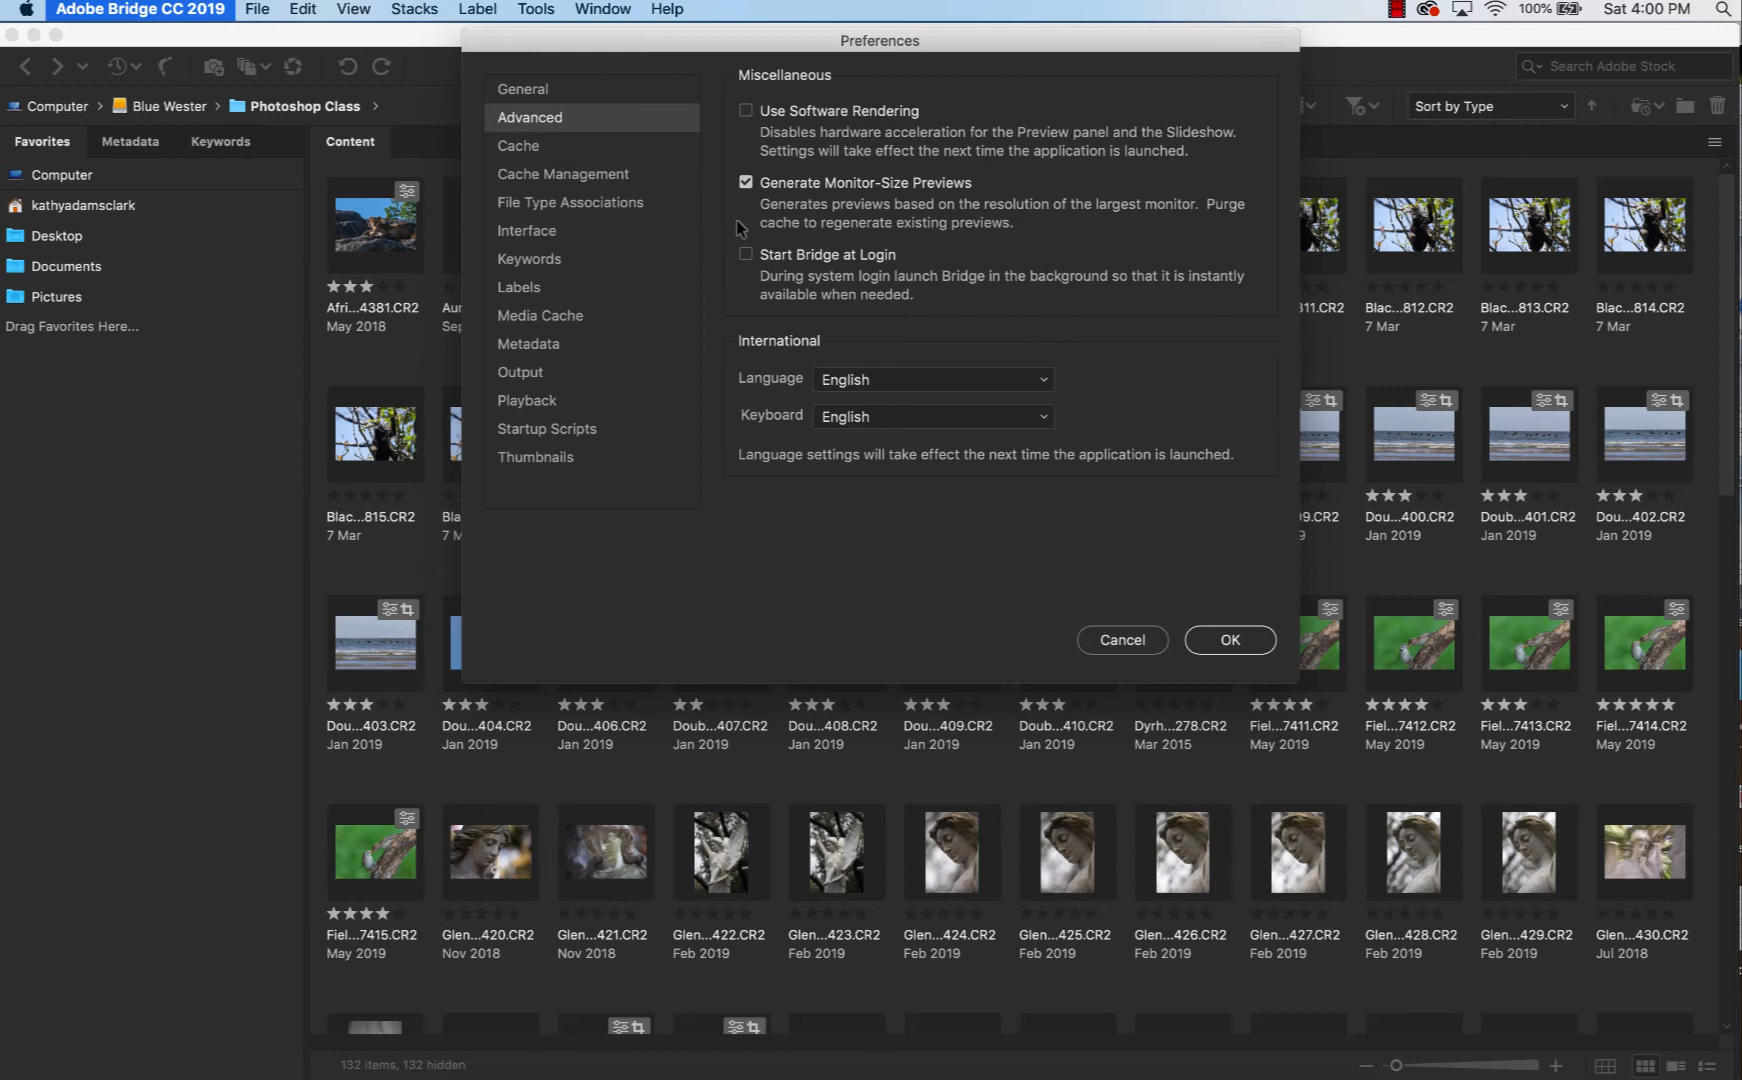 Adobe Bridge CC 2019 File Edit View Stacks Label Tools Window Help 100% Sat 4:00 PM
Preferences
Search Adobe Stock
Computer Blue Wester Photoshop Class
Sort by Type
Favorites Metadata Keywords
Content
Computer
kathyadamsclark
Desktop
Documents
Pictures
Drag Favorites Here...
General
Advanced
Cache
Cache Management
File Type Associations
Interface
Keywords
Labels
Media Cache
Metadata
Output
Playback
Startup Scripts
Thumbnails
Miscellaneous
Use Software Rendering
Disables hardware acceleration for the Preview panel and the Slideshow.
Settings will take effect the next time the application is launched.
Generate Monitor-Size Previews
Generates previews based on the resolution of the largest monitor. Purge
cache to regenerate existing previews.
Start Bridge at Login
During system login launch Bridge in the background so that it is instantly
available when needed.
International
Language English
Keyboard English
Language settings will take effect the next time the application is launched.
Cancel OK
Afri...4381.CR2 811.CR2 Blac...812.CR2 Blac...813.CR2 Blac...814.CR2
May 2018 7 Mar 7 Mar 7 Mar
Blac...815.CR2 Dou...400.CR2 Doub...401.CR2 Dou...402.CR2
7 Mar Jan 2019 Jan 2019 Jan 2019
Dou...403.CR2 Dou...404.CR2 Dou...406.CR2 Doub...407.CR2 Dou...408.CR2 Dou...409.CR2 Doub...410.CR2 Dyrh...278.CR2 Fiel...7411.CR2 Fiel...7412.CR2 Fiel...7413.CR2 Fiel...7414.CR2
Jan 2019 Jan 2019 Jan 2019 Jan 2019 Jan 2019 Jan 2019 Jan 2019 Mar 2015 May 2019 May 2019 May 2019 May 2019
Fiel...7415.CR2 Glen...420.CR2 Glen...421.CR2 Glen...422.CR2 Glen...423.CR2 Glen...424.CR2 Glen...425.CR2 Glen...426.CR2 Glen...427.CR2 Glen...428.CR2 Glen...429.CR2 Glen...430.CR2
May 2019 Nov 2018 Nov 2018 Feb 2019 Feb 2019 Feb 2019 Feb 2019 Feb 2019 Feb 2019 Feb 2019 Feb 2019 Jul 2018
132 items, 132 hidden